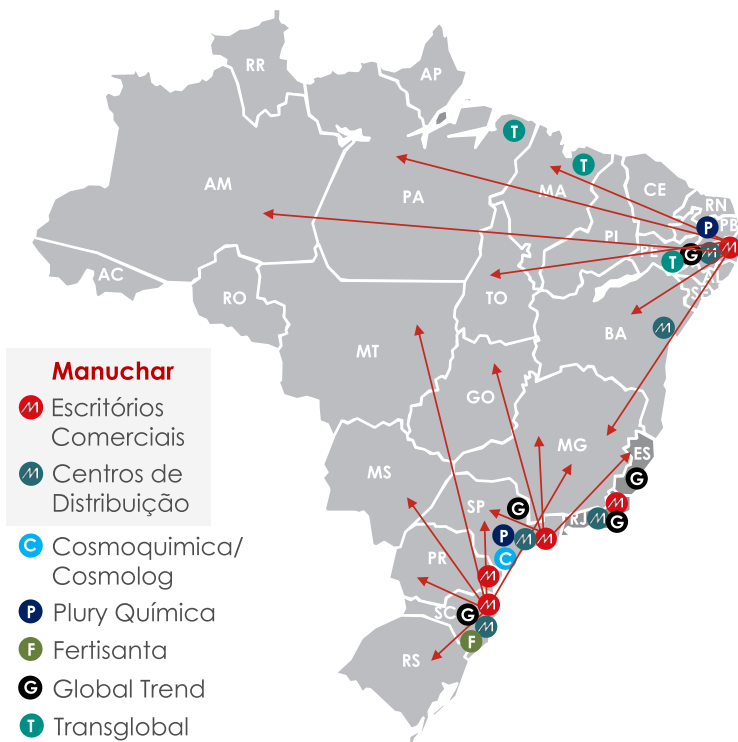 RR
AP
AM
PA
MA
CE
RN
PB
PI
PE
T
T
P
G
M
M
T
AC
RO
TO
BA
M
MT
GO
MG
ES
G
MS
SP
G
M
RJ
M
G
P
M
M
C
PR
M
M
SC
G
M
F
RS
Manuchar
M Escritórios
Comerciais
M Centros de
Distribuição
C Cosmoquimica/
Cosmolog
P Plury Química
F Fertisanta
G Global Trend
T Transglobal